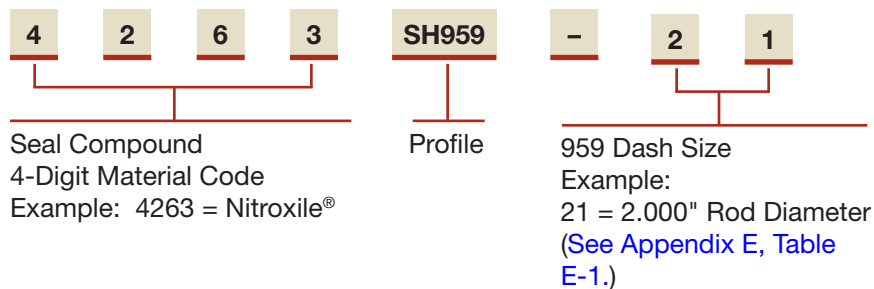 4 2 6 3 SH959 – 2 1
Seal Compound
4-Digit Material Code
Example: 4263 = Nitroxile®
Profile
959 Dash Size
Example:
21 = 2.000" Rod Diameter
(See Appendix E, Table
E-1.)